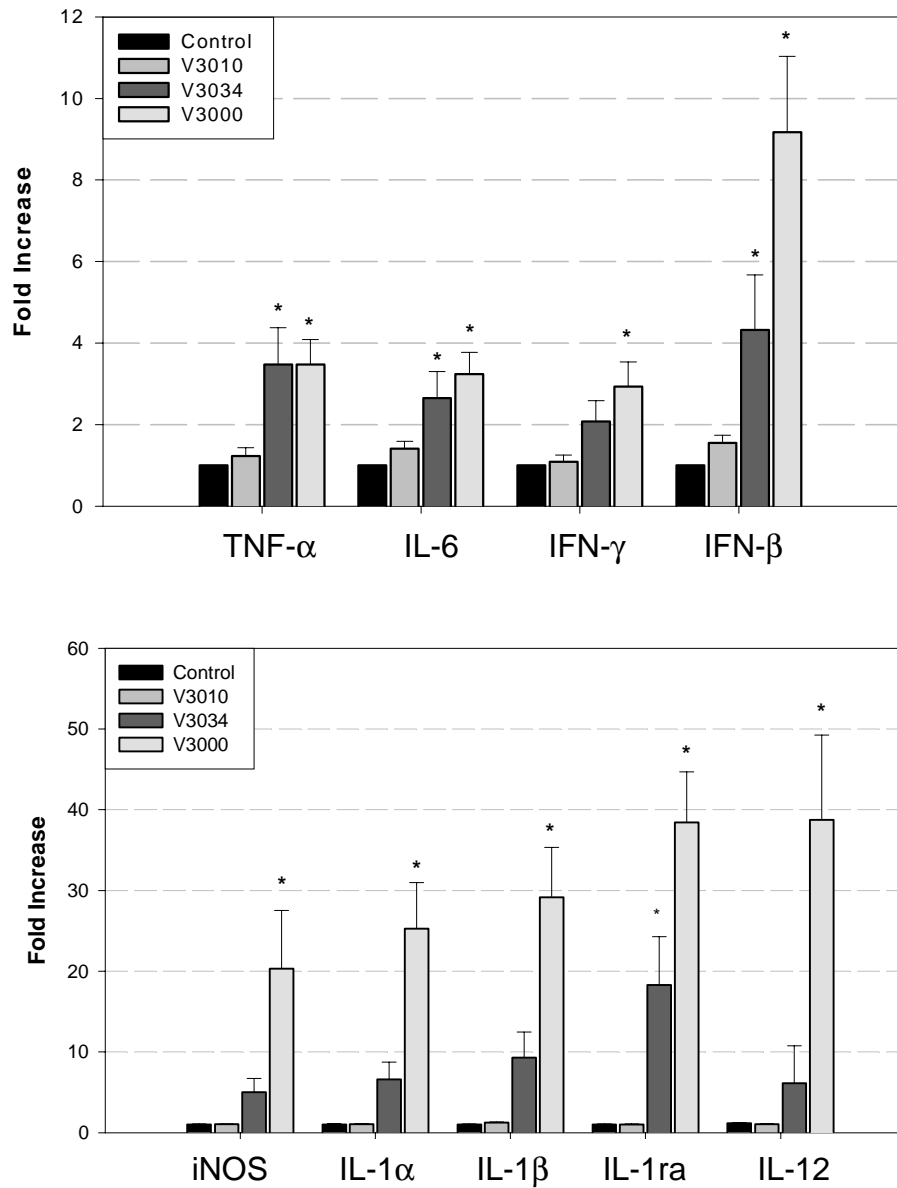 12
10
8
6
4
2
0
Fold Increase
Control
V3010
V3034
V3000
*
*
*
*
*
*
*
TNF-α IL-6 IFN-γ IFN-β
60
50
40
30
20
10
0
Fold Increase
Control
V3010
V3034
V3000
*
*
*
*
*
*
iNOS IL-1α IL-1β IL-1ra IL-12